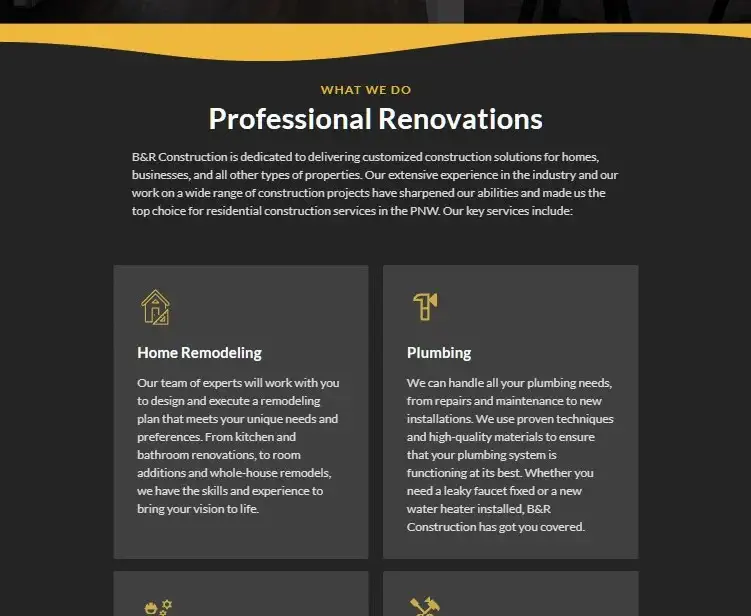 WHAT WE DO
Professional Renovations
B&R Construction is dedicated to delivering customized construction solutions for homes,
businesses, and all other types of properties. Our extensive experience in the industry and our
work on a wide range of construction projects have sharpened our abilities and made us the
top choice for residential construction services in the PNW. Our key services include:
Home Remodeling
Our team of experts will work with you
to design and execute a remodeling
plan that meets your unique needs and
preferences. From kitchen and
bathroom renovations, to room
additions and whole-house remodels,
we have the skills and experience to
bring your vision to life.
Plumbing
We can handle all your plumbing needs,
from repairs and maintenance to new
installations. We use proven techniques
and high-quality materials to ensure
that your plumbing system is
functioning at its best. Whether you
need a leaky faucet fixed or a new
water heater installed, B&R
Construction has got you covered.